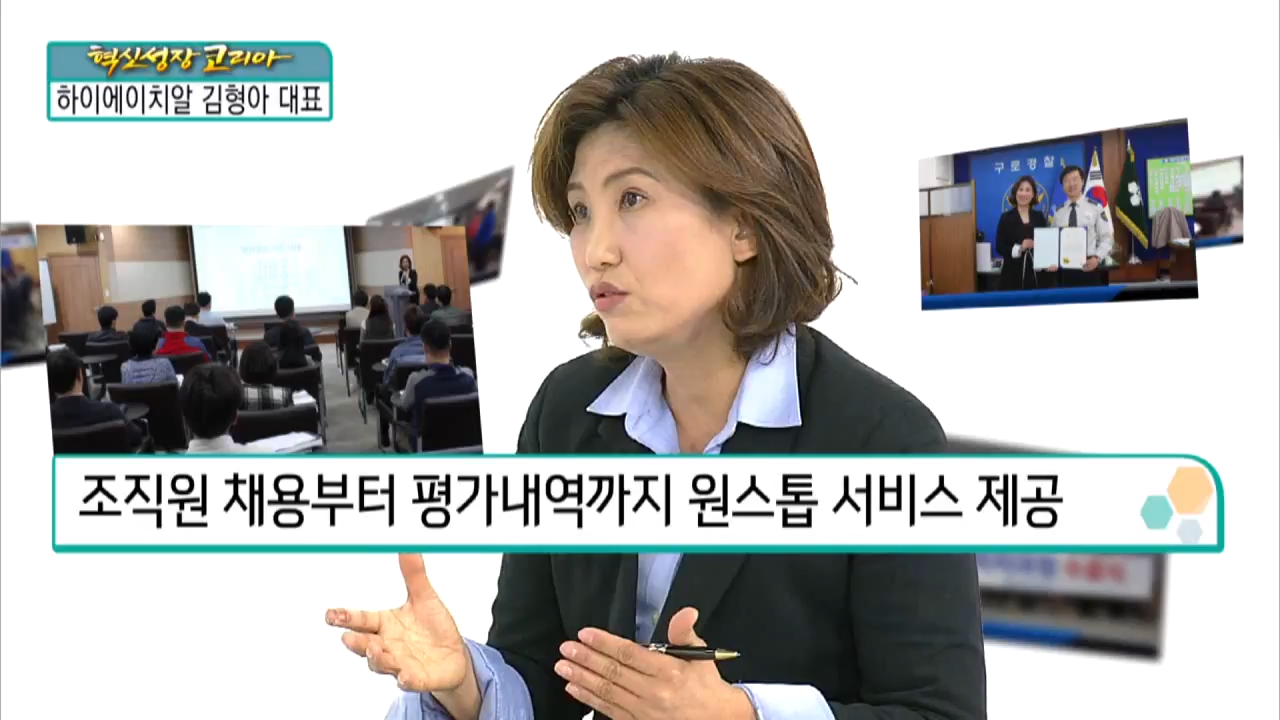 혁신성장 코리아
하이에이치알 김형아 대표
구로경찰
조직원 채용부터 평가내역까지 원스톱 서비스 제공